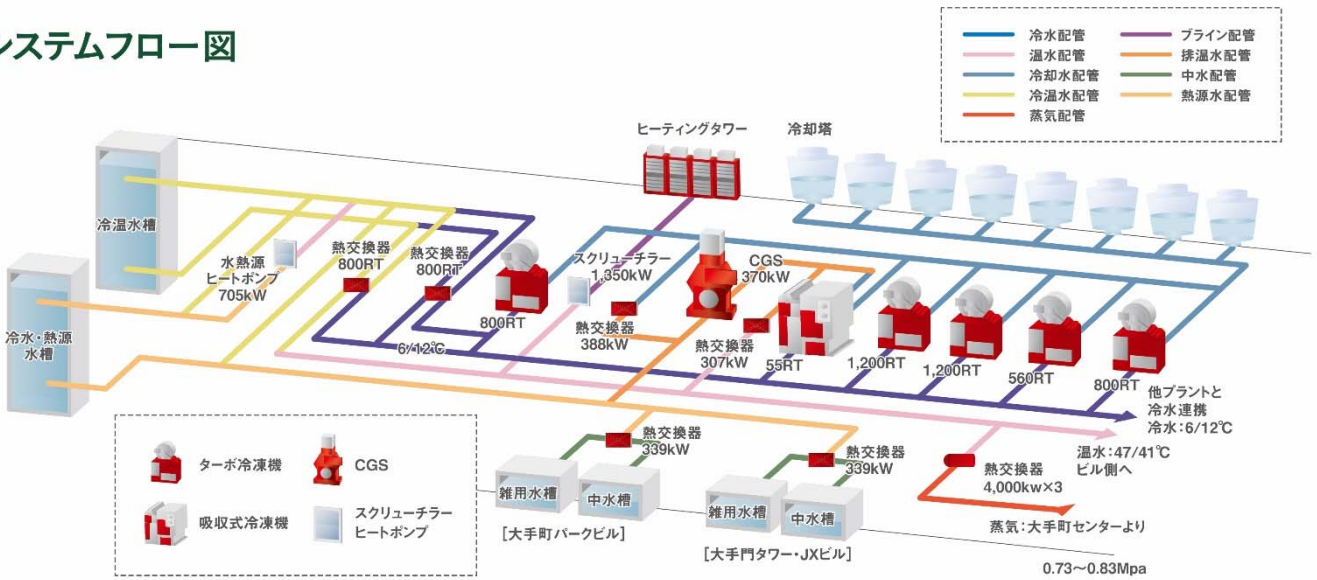 システムフロー図
冷水配管
温水配管
冷却水配管
冷温水配管
蒸気配管
ブライン配管
排温水配管
中水配管
熱源水配管
ヒーティングタワー
冷却塔
冷温水槽
水熱源
ヒートポンプ
705kW
熱交換器
800RT
熱交換器
800RT
800RT
スクリューチラー
1,350kW
CGS
370kW
熱交換器
388kW
熱交換器
307kW
55RT
1,200RT
1,200RT
560RT
800RT
冷水・熱源
水槽
6/12℃
他プラントと
冷水連携
冷水:6/12℃
温水:47/41℃
ビル側へ
熱交換器
4,000kw×3
蒸気:大手町センターより
熱交換器
339kW
熱交換器
339kW
雑用水槽
中水槽
[大手町パークビル]
雑用水槽
中水槽
[大手門タワー・JXビル]
0.73〜0.83Mpa
ターボ冷凍機
CGS
吸収式冷凍機
スクリューチラー
ヒートポンプ